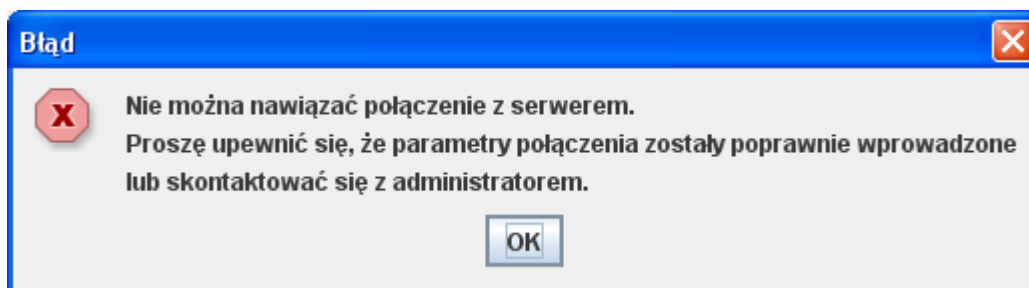 Błąd
Nie można nawiązać połączenie z serwerem.
Proszę upewnić się, że parametry połączenia zostały poprawnie wprowadzone
lub skontaktować się z administratorem.
OK